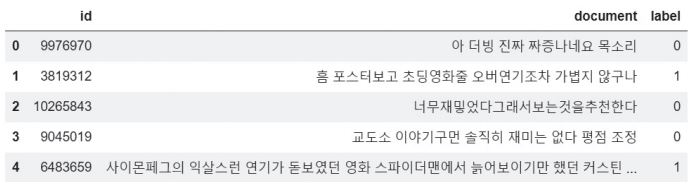 id document label
0 9976970 아 더빙 진짜 짜증나네요 목소리 0
1 3819312 흠 포스터보고 초딩영화줄 오버연기조차 가볍지 않구나 1
2 10265843 너무재밓었다그래서보는것을추천한다 0
3 9045019 교도소 이야기구먼 솔직히 재미는 없다 평점 조정 0
4 6483659 사이몬페그의 익살스런 연기가 돋보였던 영화 스파이더맨에서 늙어보이기만 했던 커스틴 ... 1